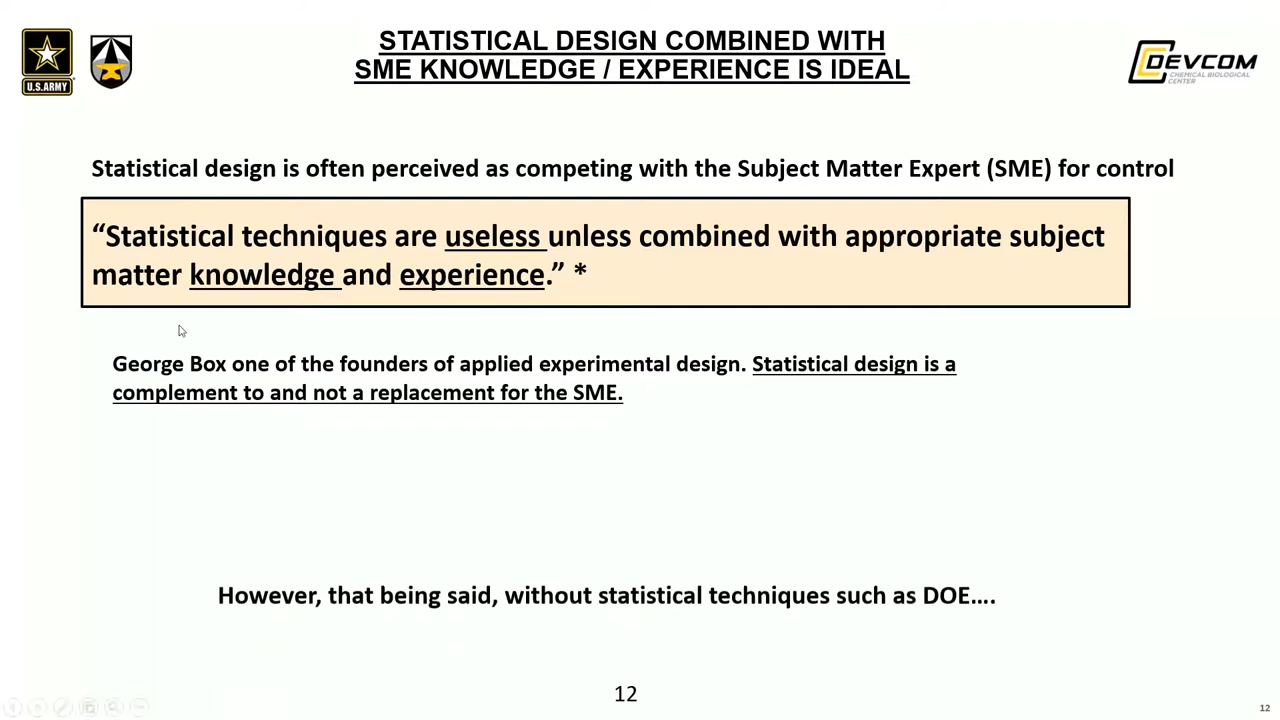 STATISTICAL DESIGN COMBINED WITH
SME KNOWLEDGE / EXPERIENCE IS IDEAL
U.S.ARMY
DEVCOM
CHEMICAL BIOLOGICAL
CENTER
Statistical design is often perceived as competing with the Subject Matter Expert (SME) for control
“Statistical techniques are useless unless combined with appropriate subject
matter knowledge and experience.” *
George Box one of the founders of applied experimental design. Statistical design is a
complement to and not a replacement for the SME.
However, that being said, without statistical techniques such as DOE….
12
12